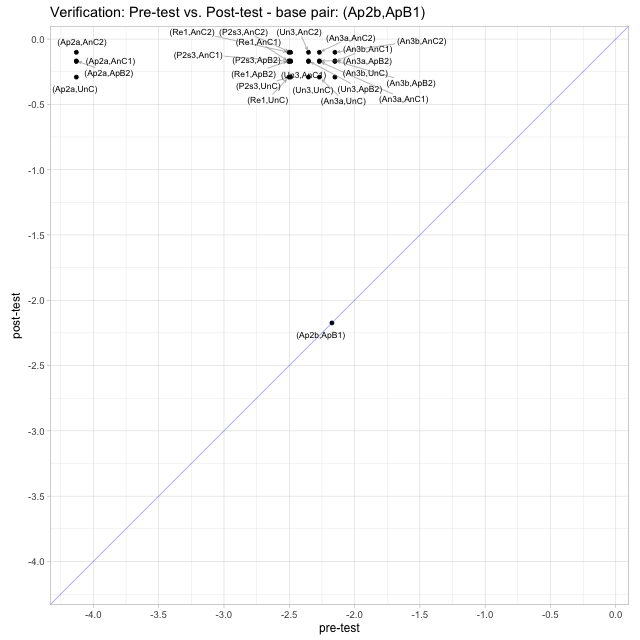 Verification: Pre-test vs. Post-test - base pair: (Ap2b,ApB1)
(Re1,AnC2) (P2s3,AnC2) (Un3,AnC2)
(Ap2a,AnC2) (Re1,AnC1) (An3a,AnC2) (An3b,AnC2)
(P2s3,AnC1) (An3b,AnC1)
(Ap2a,AnC1) (P2s3,ApB2) (An3a,ApB2)
(Ap2a,ApB2) (Re1,ApB2) (Un3,AnC1) (An3b,UnC)
(Ap2a,UnC) (P2s3,UnC) (Un3,UnC) (Un3,ApB2) (An3b,ApB2)
(Re1,UnC) (An3a,UnC) (An3a,AnC1)
(Ap2b,ApB1)
0.0
-0.5
-1.0
-1.5
-2.0
-2.5
-3.0
-3.5
-4.0
post-test
-4.0 -3.5 -3.0 -2.5 -2.0 -1.5 -1.0 -0.5 0.0
pre-test